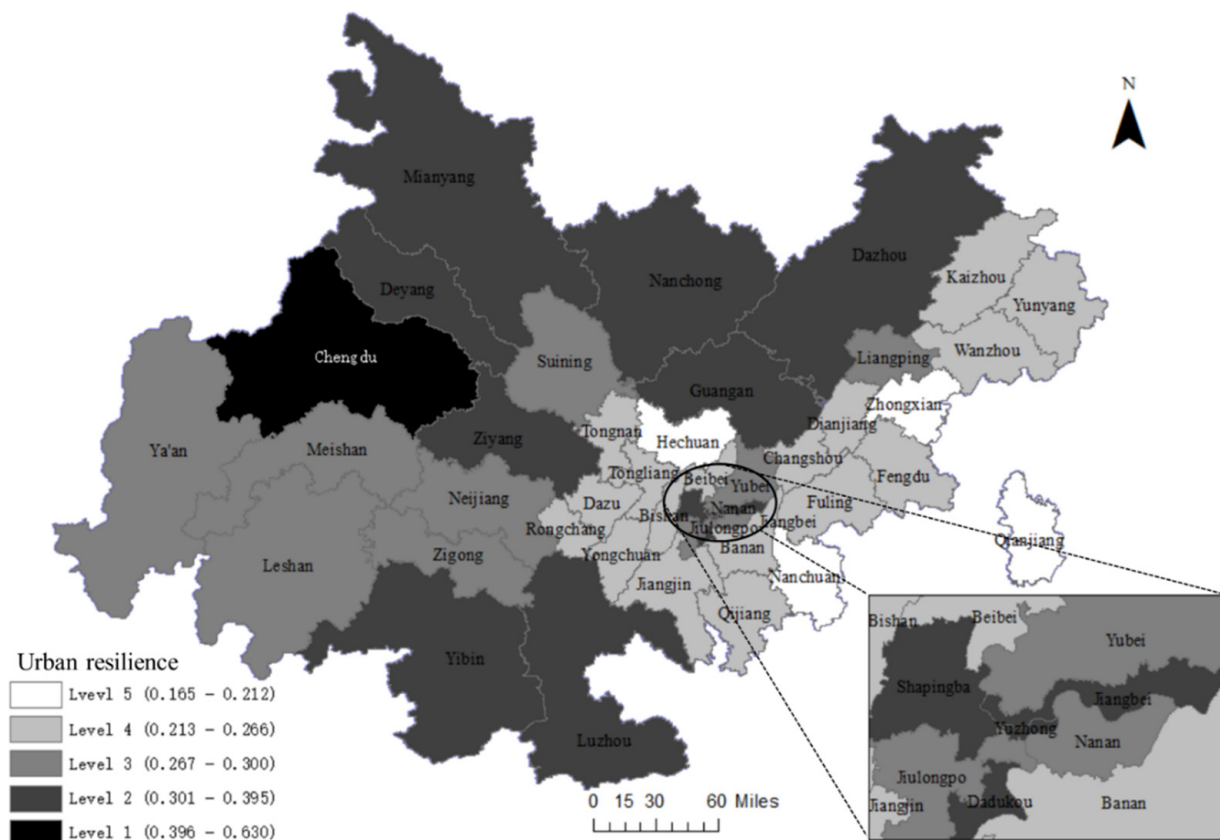 N
Mianyang
Dazhou
Nanchong
Kaizhou
Deyang
Yunyang
Wanzhou
Chengdu
Suining
Liangping
Guangan
Zhongxian
Dianjiang
Tongnan
Hechuan
Ya'an
Meishan
Ziyang
Changshou
Tongliang
Fengdu
Beibei
Yubei
Neijiang
Dazu
Fuling
Nanan
Bishan
Rongchang
Jiulongpo
Jiangbei
Qianjiang
Zigong
Yongchuan
Banan
Leshan
Jiangjin
Nanchuan
Qijiang
Yibin
Luzhou
Urban resilience
Lvevl 5 (0.165 - 0.212)
Level 4 (0.213 - 0.266)
Level 3 (0.267 - 0.300)
Level 2 (0.301 - 0.395)
Level 1 (0.396 - 0.630)
0 15 30 60 Miles
Bishan
Beibei
Yubei
Shapingba
Jiangbei
Yuzhong
Nanan
Jiulongpo
Jiangjin
Dadukou
Banan